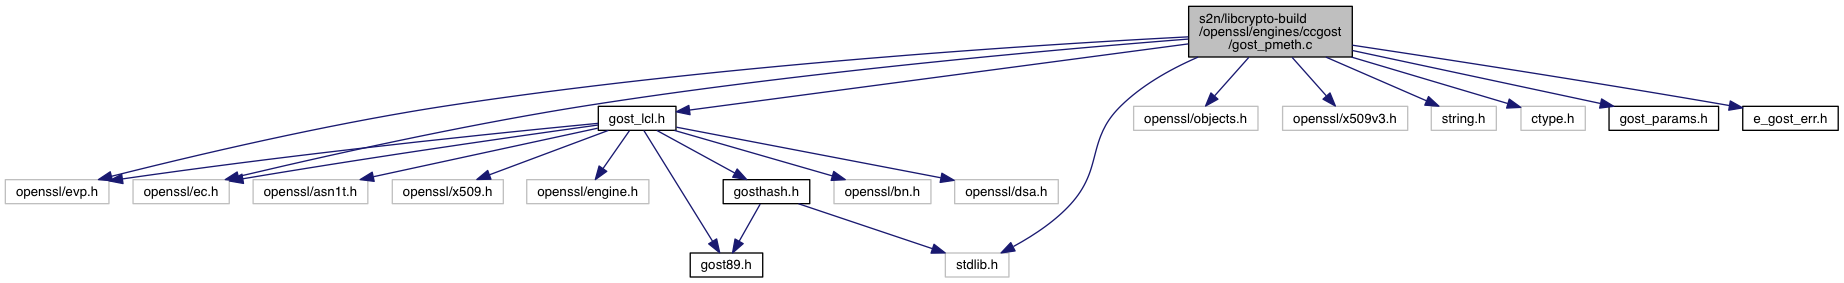 s2n/libcrypto-build
/openssl/engines/ccgost
/gost_pmeth.c
gost_lcl.h
openssl/objects.h
openssl/x509v3.h
string.h
ctype.h
gost_params.h
e_gost_err.h
openssl/evp.h
openssl/ec.h
openssl/asn1t.h
openssl/x509.h
openssl/engine.h
gosthash.h
openssl/bn.h
openssl/dsa.h
gost89.h
stdlib.h